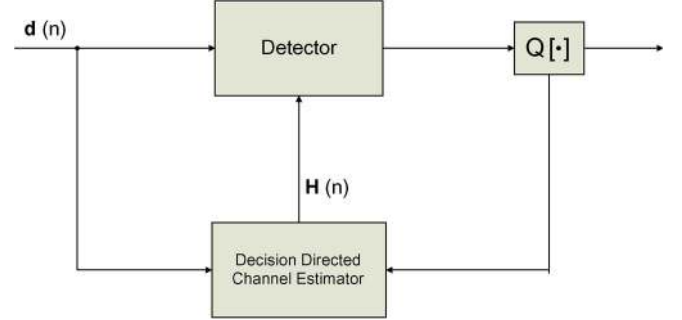 d (n)
Detector
Q[·]
H (n)
Decision Directed
Channel Estimator